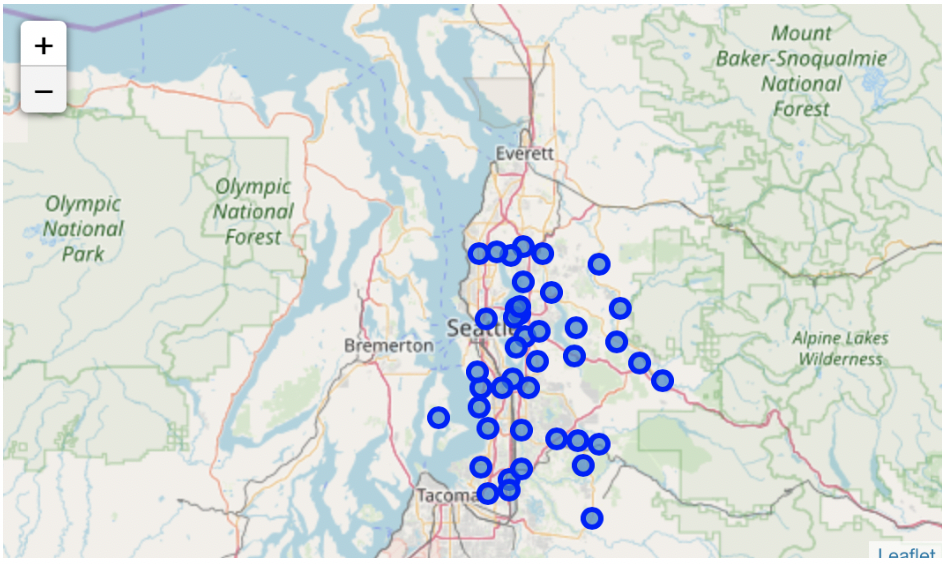 +
−
Mount
Baker-Snoqualmie
National
Forest
Everett
Olympic
National
Park
Olympic
National
Forest
Seattle
Bremerton
Alpine Lakes
Wilderness
Tacoma
Leaflet